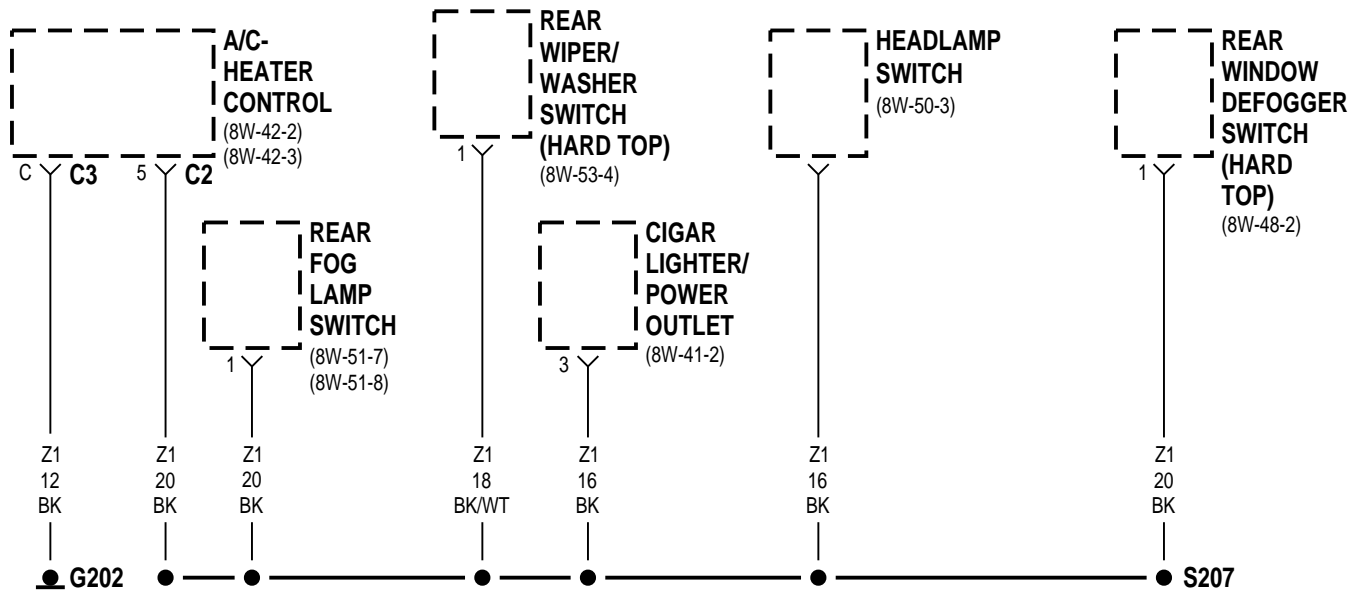 A/C-
HEATER
CONTROL
(8W-42-2)
(8W-42-3)
C
C3
5
C2
REAR
FOG
LAMP
SWITCH
(8W-51-7)
(8W-51-8)
1
REAR
WIPER/
WASHER
SWITCH
(HARD TOP)
(8W-53-4)
1
CIGAR
LIGHTER/
POWER
OUTLET
(8W-41-2)
3
HEADLAMP
SWITCH
(8W-50-3)
REAR
WINDOW
DEFOGGER
SWITCH
(HARD
TOP)
(8W-48-2)
1
Z1
12
BK
Z1
20
BK
Z1
20
BK
Z1
18
BK/WT
Z1
16
BK
Z1
16
BK
Z1
20
BK
G202
S207